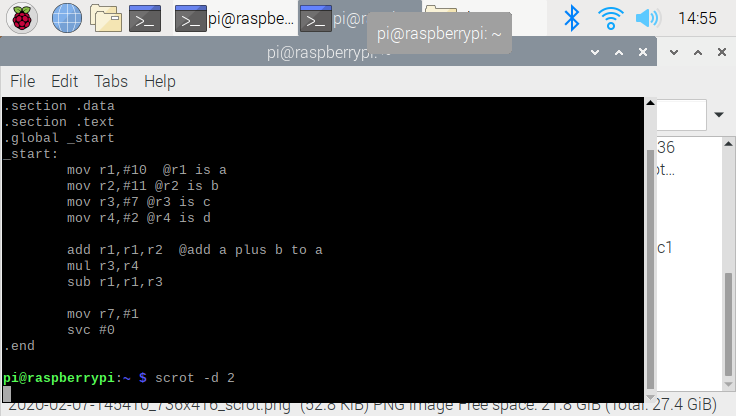 pi@raspbe...
pi@rasp
14:55
pi@raspberrypi: ~
pi@raspberrypi: ~
File Edit Tabs Help
.section .data
.section .text
.global _start
_start:
mov r1,#10 @r1 is a
mov r2,#11 @r2 is b
mov r3,#7 @r3 is c
mov r4,#2 @r4 is d
add r1,r1,r2 @add a plus b to a
mul r3,r4
sub r1,r1,r3
mov r7,#1
svc #0
.end
pi@raspberrypi:~ $ scrot -d 2
36
ot...
c1
2020-02-07-145410_736x416_scrot.png (52.8 KiB) PNG image Free space: 21.8 GiB (Total: 27.4 GiB)